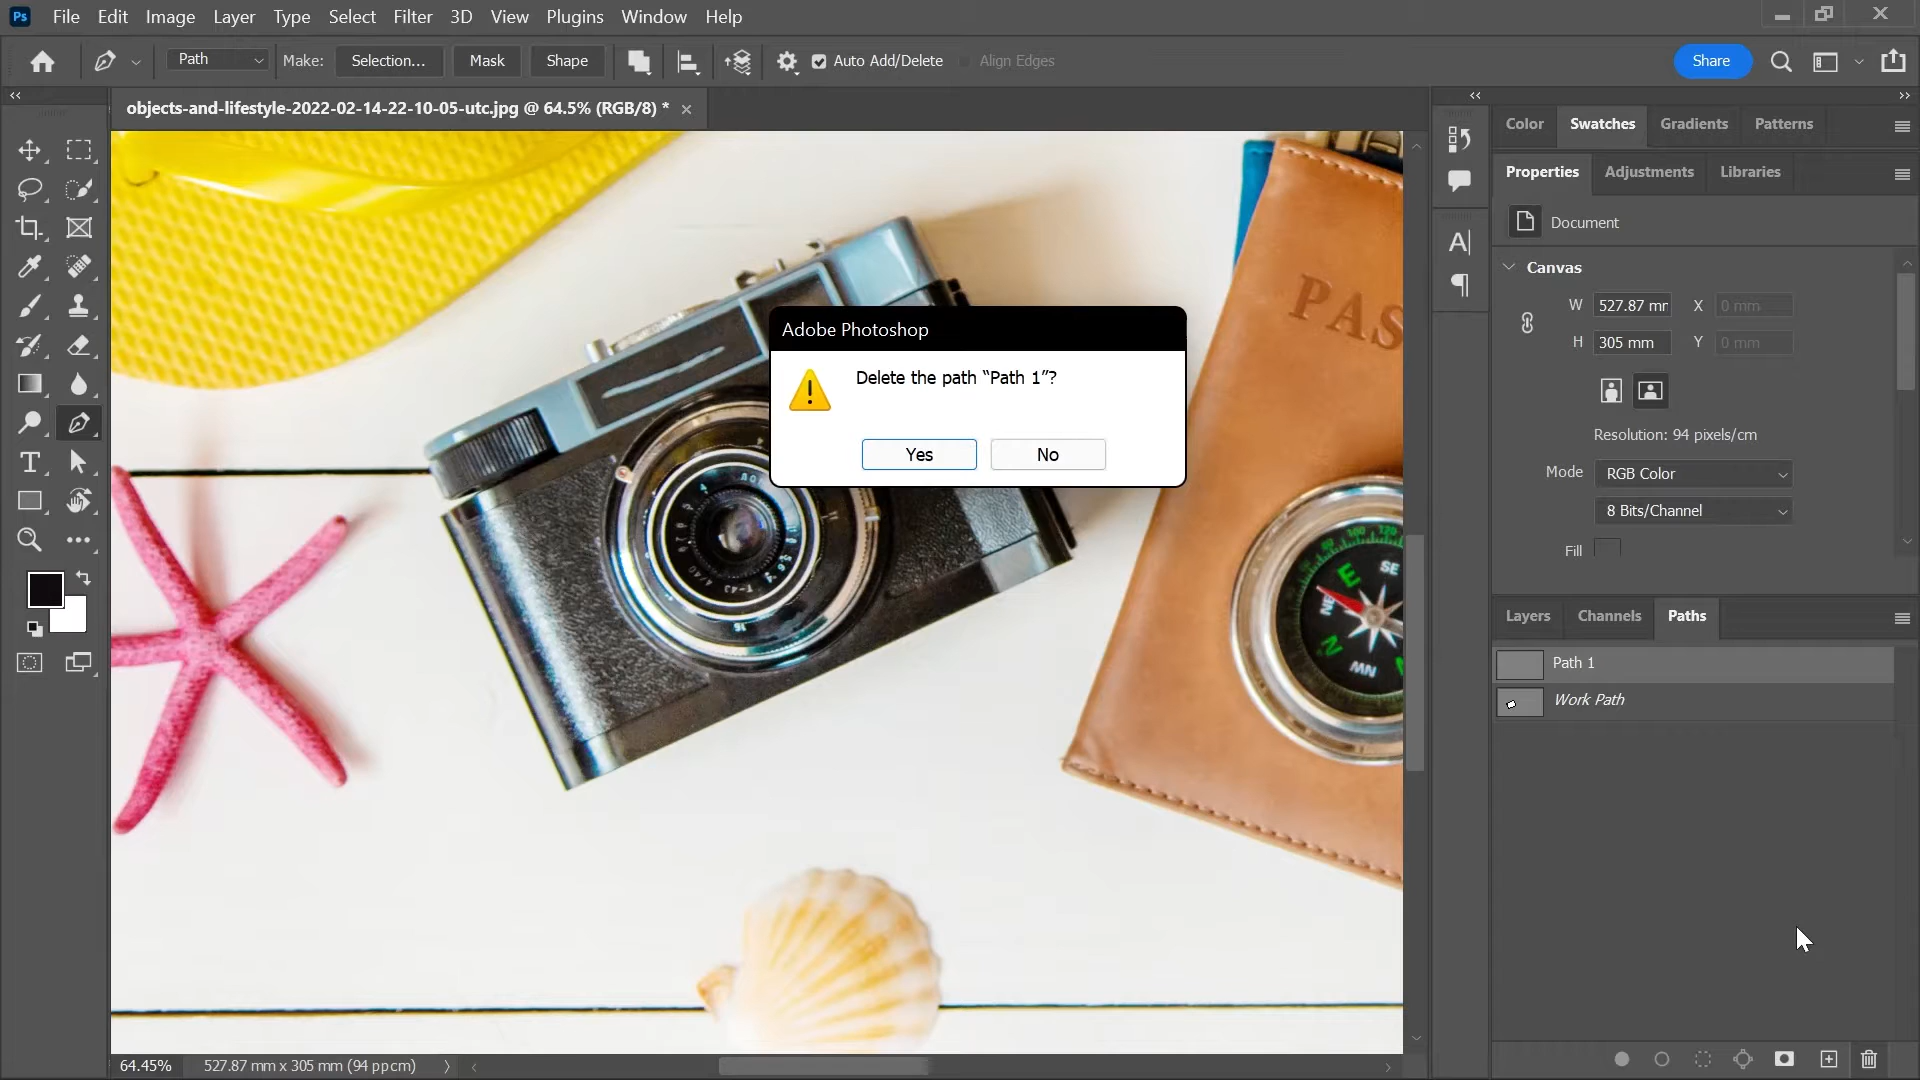 Ps File Edit Image Layer Type Select Filter 3D View Plugins Window Help
Path Make: Selection... Mask Shape Auto Add/Delete Align Edges Share
objects-and-lifestyle-2022-02-14-22-10-05-utc.jpg @ 64.5% (RGB/8) *
Color Swatches Gradients Patterns
Properties Adjustments Libraries
Document
Canvas
W 527.87 mr X 0 mm
H 305 mm Y 0 mm
Resolution: 94 pixels/cm
Mode RGB Color
8 Bits/Channel
Fill
Adobe Photoshop
Delete the path “Path 1”?
Yes No
PAS
E SE
NE
N NW
Layers Channels Paths
Path 1
Work Path
64.45% 527.87 mm x 305 mm (94 ppcm)